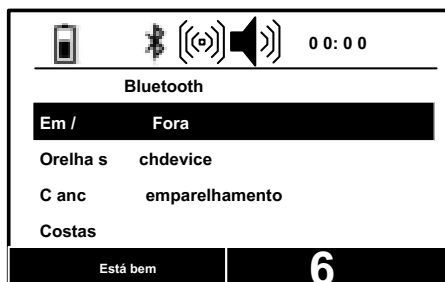 00:00
Bluetooth
Em / Fora
Orelha s chdevice
C anc emparelhamento
Costas
Está bem 6